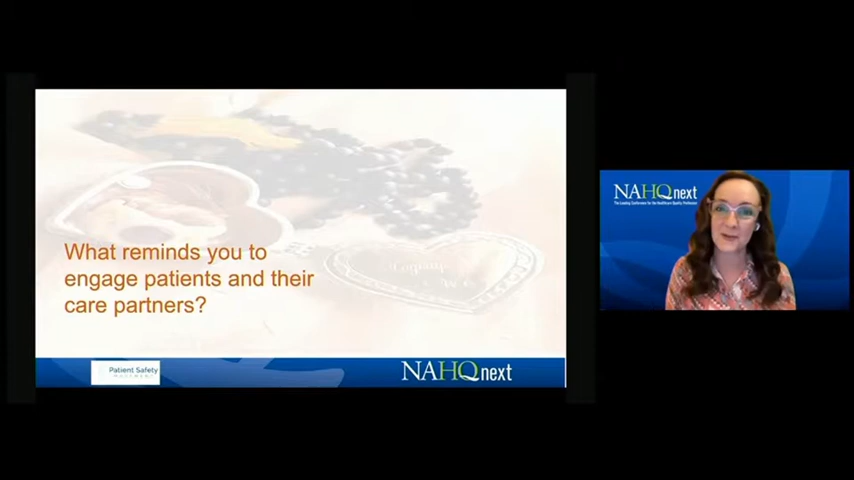 What reminds you to
engage patients and their
care partners?
Patient Safety
MOVEMENT
NAHQnext
NAHQnext
The Leading Conference for the Healthcare Quality Profession